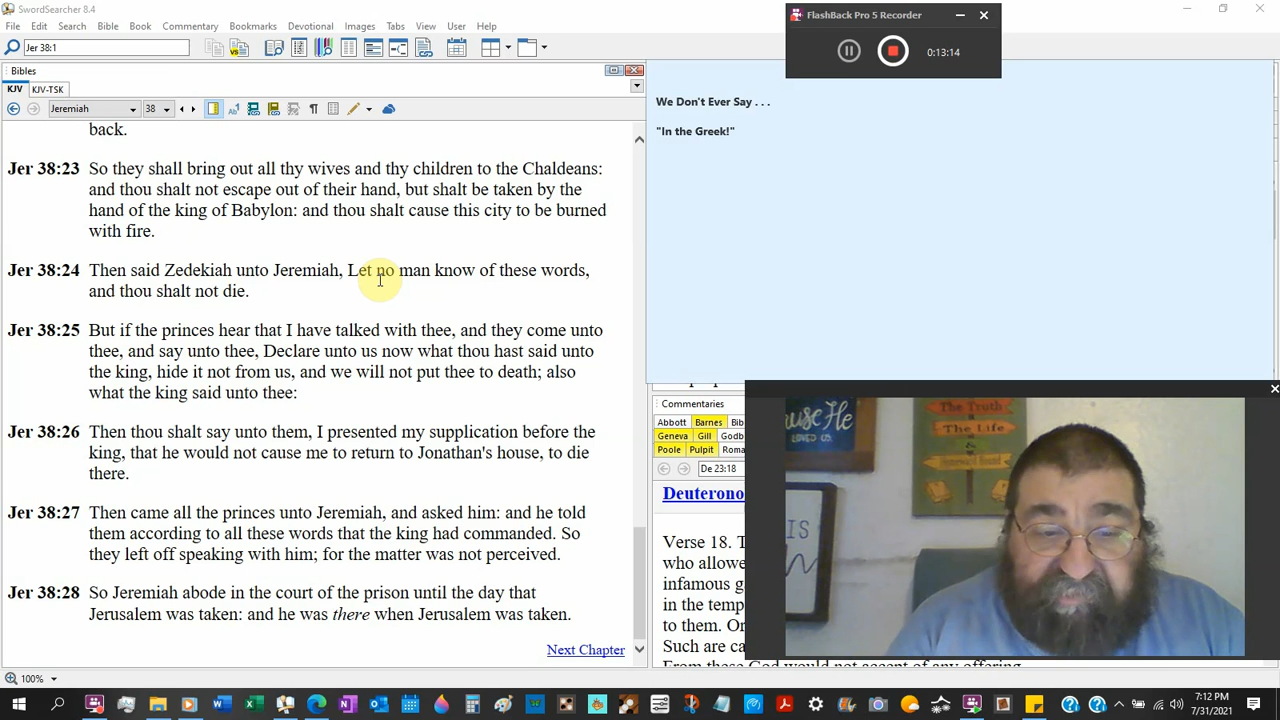 SwordSearcher 8.4
File Edit Search Bible Book Commentary Bookmarks Devotional Images Tabs View User Help
Jer 38:1
Bibles
KJV KJV-TSK
Jeremiah 38
back.
Jer 38:23 So they shall bring out all thy wives and thy children to the Chaldeans:
and thou shalt not escape out of their hand, but shalt be taken by the
hand of the king of Babylon: and thou shalt cause this city to be burned
with fire.
Jer 38:24 Then said Zedekiah unto Jeremiah, Let no man know of these words,
and thou shalt not die.
Jer 38:25 But if the princes hear that I have talked with thee, and they come unto
thee, and say unto thee, Declare unto us now what thou hast said unto
the king, hide it not from us, and we will not put thee to death; also
what the king said unto thee:
Jer 38:26 Then thou shalt say unto them, I presented my supplication before the
king, that he would not cause me to return to Jonathan's house, to die
there.
Jer 38:27 Then came all the princes unto Jeremiah, and asked him: and he told
them according to all these words that the king had commanded. So
they left off speaking with him; for the matter was not perceived.
Jer 38:28 So Jeremiah abode in the court of the prison until the day that
Jerusalem was taken: and he was there when Jerusalem was taken.
Next Chapter
100%
FlashBack Pro 5 Recorder
0:13:14
We Don't Ever Say . . .
"In the Greek!"
Commentaries
Abbott Barnes Bib
Geneva Gill Godb
Poole Pulpit Roma
De 23:18
Deuterono
Verse 18. T
who allowe
infamous g
in the temp
to them. Or
Such are ca
From these God would not accept of any offering
ause He
LOVED US.
The Truth
The Life
&
IS
7:12 PM
7/31/2021